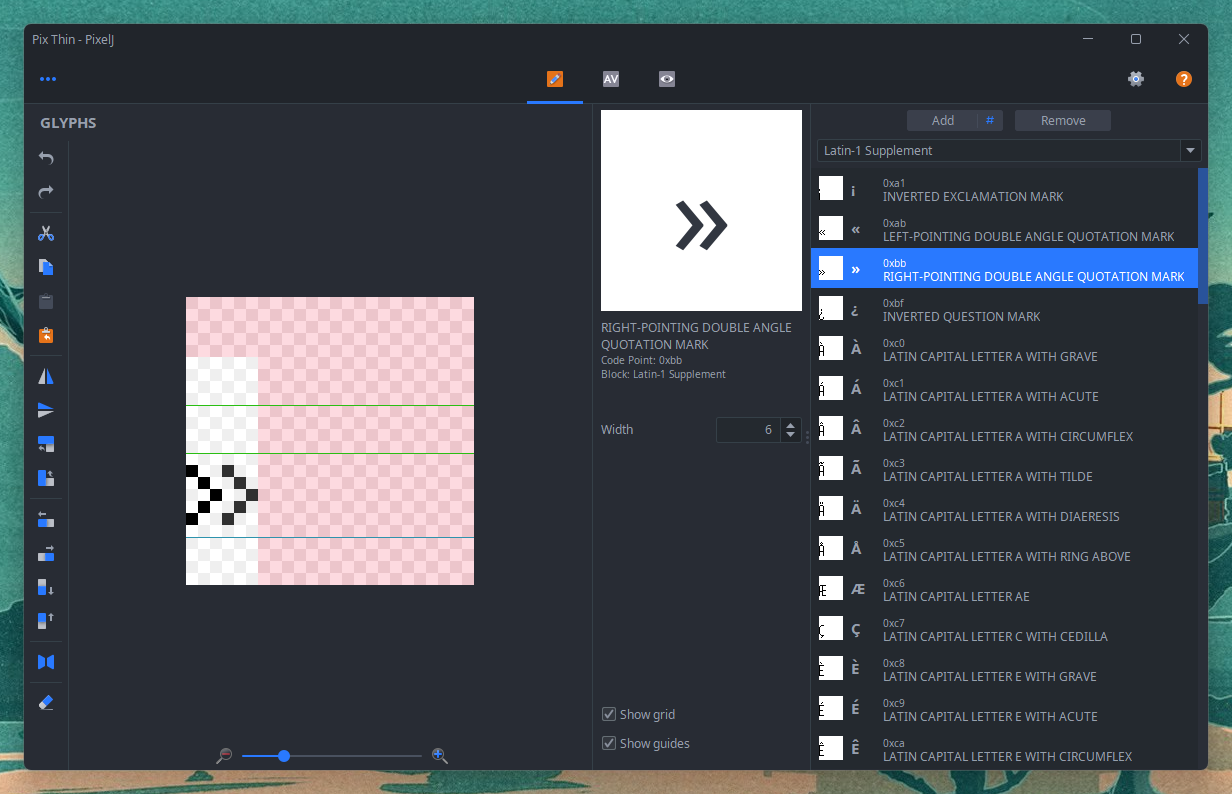 Pix Thin - PixelJ
AV
?
GLYPHS
»
RIGHT-POINTING DOUBLE ANGLE
QUOTATION MARK
Code Point: 0xbb
Block: Latin-1 Supplement
Width 6
Show grid
Show guides
Add # Remove
Latin-1 Supplement
¡ 0xa1
INVERTED EXCLAMATION MARK
« 0xab
LEFT-POINTING DOUBLE ANGLE QUOTATION MARK
» 0xbb
RIGHT-POINTING DOUBLE ANGLE QUOTATION MARK
¿ 0xbf
INVERTED QUESTION MARK
À 0xc0
LATIN CAPITAL LETTER A WITH GRAVE
Á 0xc1
LATIN CAPITAL LETTER A WITH ACUTE
Â 0xc2
LATIN CAPITAL LETTER A WITH CIRCUMFLEX
Ã 0xc3
LATIN CAPITAL LETTER A WITH TILDE
Ä 0xc4
LATIN CAPITAL LETTER A WITH DIAERESIS
Å 0xc5
LATIN CAPITAL LETTER A WITH RING ABOVE
Æ 0xc6
LATIN CAPITAL LETTER AE
Ç 0xc7
LATIN CAPITAL LETTER C WITH CEDILLA
È 0xc8
LATIN CAPITAL LETTER E WITH GRAVE
É 0xc9
LATIN CAPITAL LETTER E WITH ACUTE
Ê 0xca
LATIN CAPITAL LETTER E WITH CIRCUMFLEX